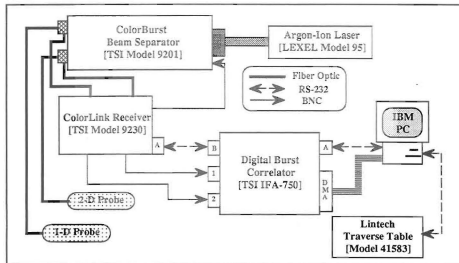 ColorBurst
Beam Separator
[TSI Model 9201]
Argon-Ion Laser
[LEXEL Model 95]
Fiber Optic
RS-232
BNC
ColorLink Receiver
[TSI Model 9230]
A
B
1
2
Digital Burst
Correlator
[TSI IFA-750]
A
DMA
IBM
PC
2-D Probe
1-D Probe
Lintech
Traverse Table
[Model 41583]